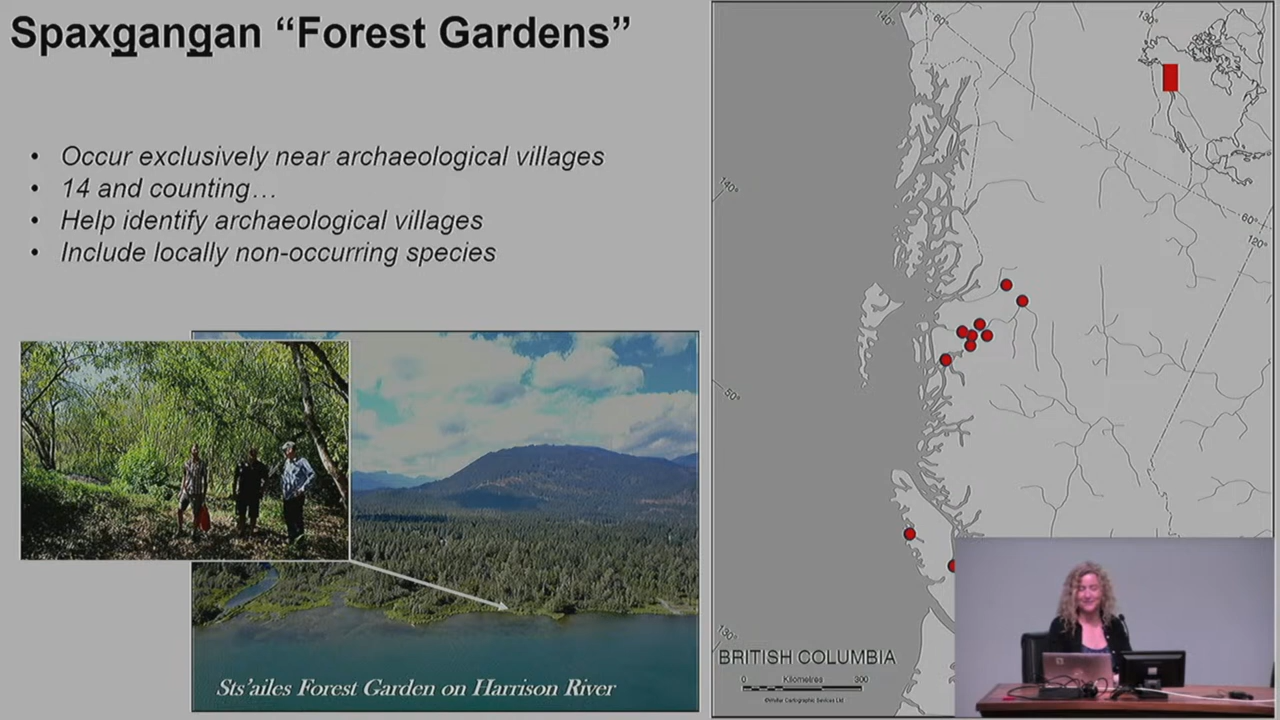 Spaxgangan “Forest Gardens”
• Occur exclusively near archaeological villages
• 14 and counting…
• Help identify archaeological villages
• Include locally non-occurring species
Sts’ailes Forest Garden on Harrison River
140°
60°
130°
140°
60°
120°
50°
130°
BRITISH COLUMBIA
0 Kilometres 300